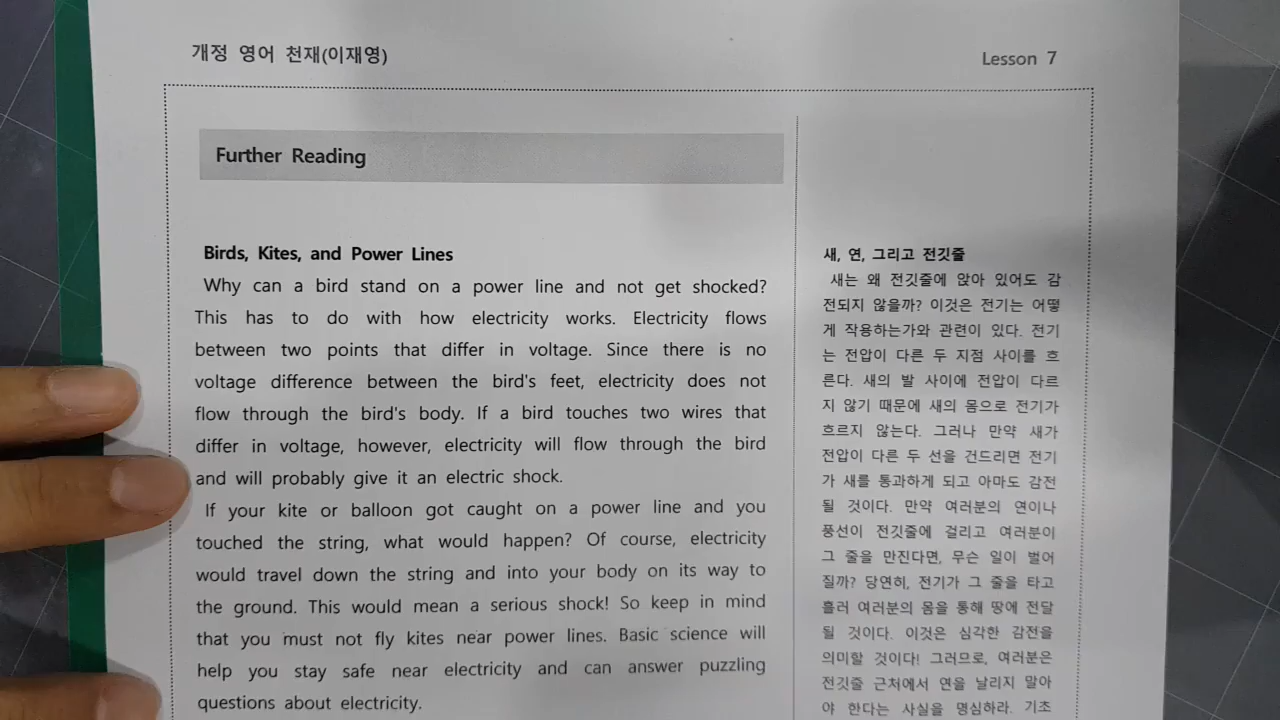 개정 영어 천재(이재영)
Lesson 7
Further Reading
Birds, Kites, and Power Lines
Why can a bird stand on a power line and not get shocked?
This has to do with how electricity works. Electricity flows
between two points that differ in voltage. Since there is no
voltage difference between the bird's feet, electricity does not
flow through the bird's body. If a bird touches two wires that
differ in voltage, however, electricity will flow through the bird
and will probably give it an electric shock.
If your kite or balloon got caught on a power line and you
touched the string, what would happen? Of course, electricity
would travel down the string and into your body on its way to
the ground. This would mean a serious shock! So keep in mind
that you must not fly kites near power lines. Basic science will
help you stay safe near electricity and can answer puzzling
questions about electricity.
새, 연, 그리고 전깃줄
새는 왜 전깃줄에 앉아 있어도 감
전되지 않을까? 이것은 전기는 어떻
게 작용하는가와 관련이 있다. 전기
는 전압이 다른 두 지점 사이를 흐
른다. 새의 발 사이에 전압이 다르
지 않기 때문에 새의 몸으로 전기가
흐르지 않는다. 그러나 만약 새가
전압이 다른 두 선을 건드리면 전기
가 새를 통과하게 되고 아마도 감전
될 것이다. 만약 여러분의 연이나
풍선이 전깃줄에 걸리고 여러분이
그 줄을 만진다면, 무슨 일이 벌어
질까? 당연히, 전기가 그 줄을 타고
흘러 여러분의 몸을 통해 땅에 전달
될 것이다. 이것은 심각한 감전을
의미할 것이다! 그러므로, 여러분은
전깃줄 근처에서 연을 날리지 말아
야 한다는 사실을 명심하라. 기초